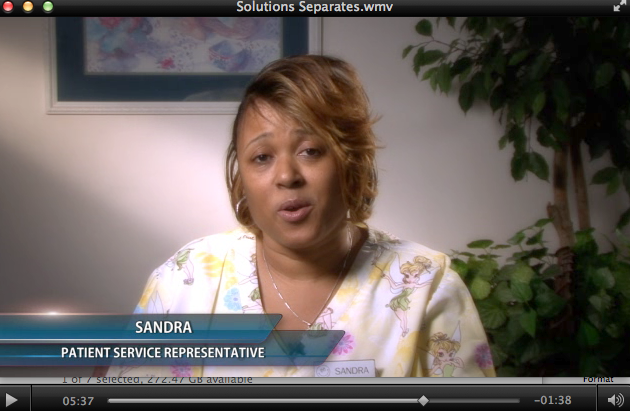 Solutions Separates.wmv
SANDRA
PATIENT SERVICE REPRESENTATIVE
SANDRA
1 of 7 selected, 272.47 GB available
Format
05:37
-01:38